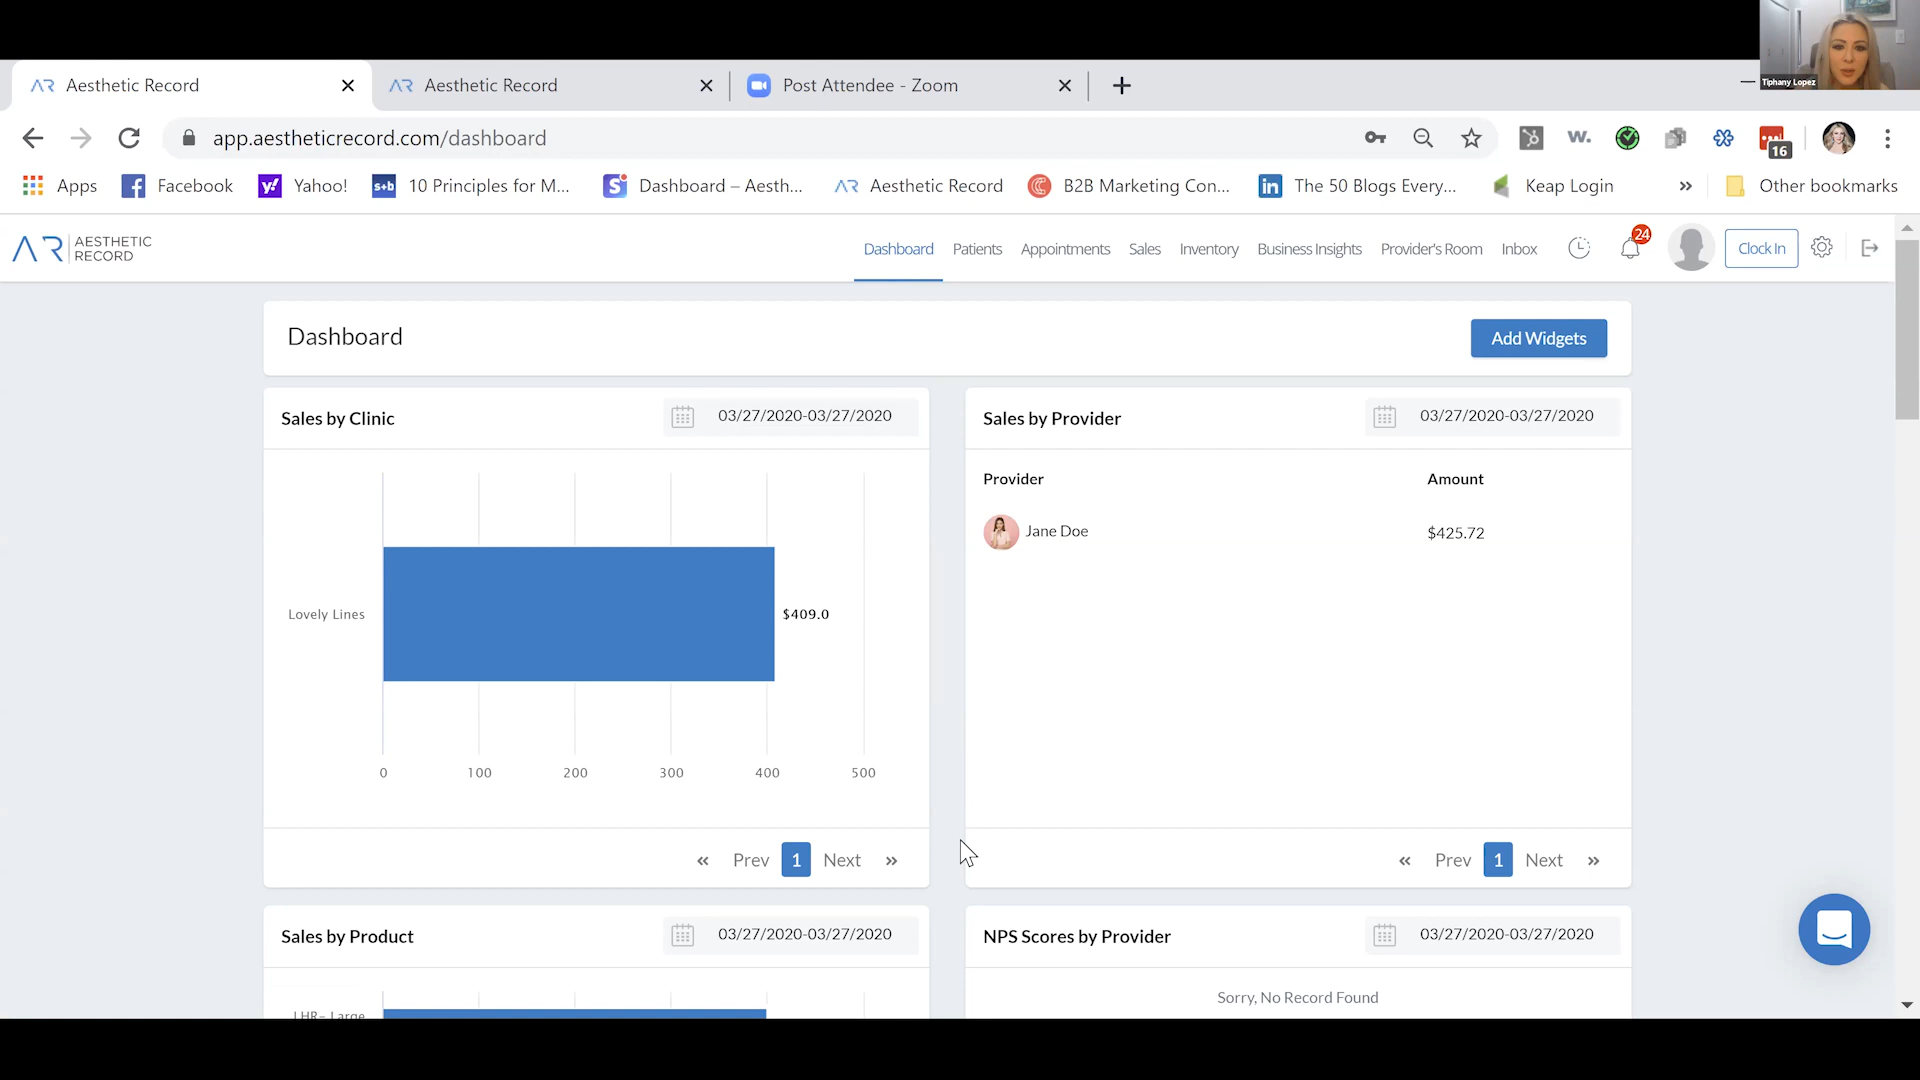 Tiphany Lopez
Aesthetic Record
Aesthetic Record
Post Attendee - Zoom
app.aestheticrecord.com/dashboard
W.
16
Apps
Facebook
Yahoo!
s+b
10 Principles for M...
Dashboard – Aesth...
Aesthetic Record
B2B Marketing Con...
in
The 50 Blogs Every...
Keap Login
»
Other bookmarks
AR
AESTHETIC
RECORD
Dashboard
Patients
Appointments
Sales
Inventory
Business Insights
Provider's Room
Inbox
24
Clock In
Dashboard
Add Widgets
Sales by Clinic
03/27/2020-03/27/2020
Lovely Lines
$409.0
0
100
200
300
400
500
« Prev 1 Next »
Sales by Provider
03/27/2020-03/27/2020
Provider
Amount
Jane Doe
$425.72
« Prev 1 Next »
Sales by Product
03/27/2020-03/27/2020
LHR- Large
NPS Scores by Provider
03/27/2020-03/27/2020
Sorry, No Record Found